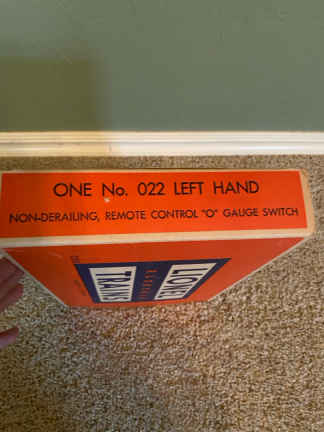 ONE No. 022 LEFT HAND
NON-DERAILING, REMOTE CONTROL "O" GAUGE SWITCH
LIONEL
TRAINS